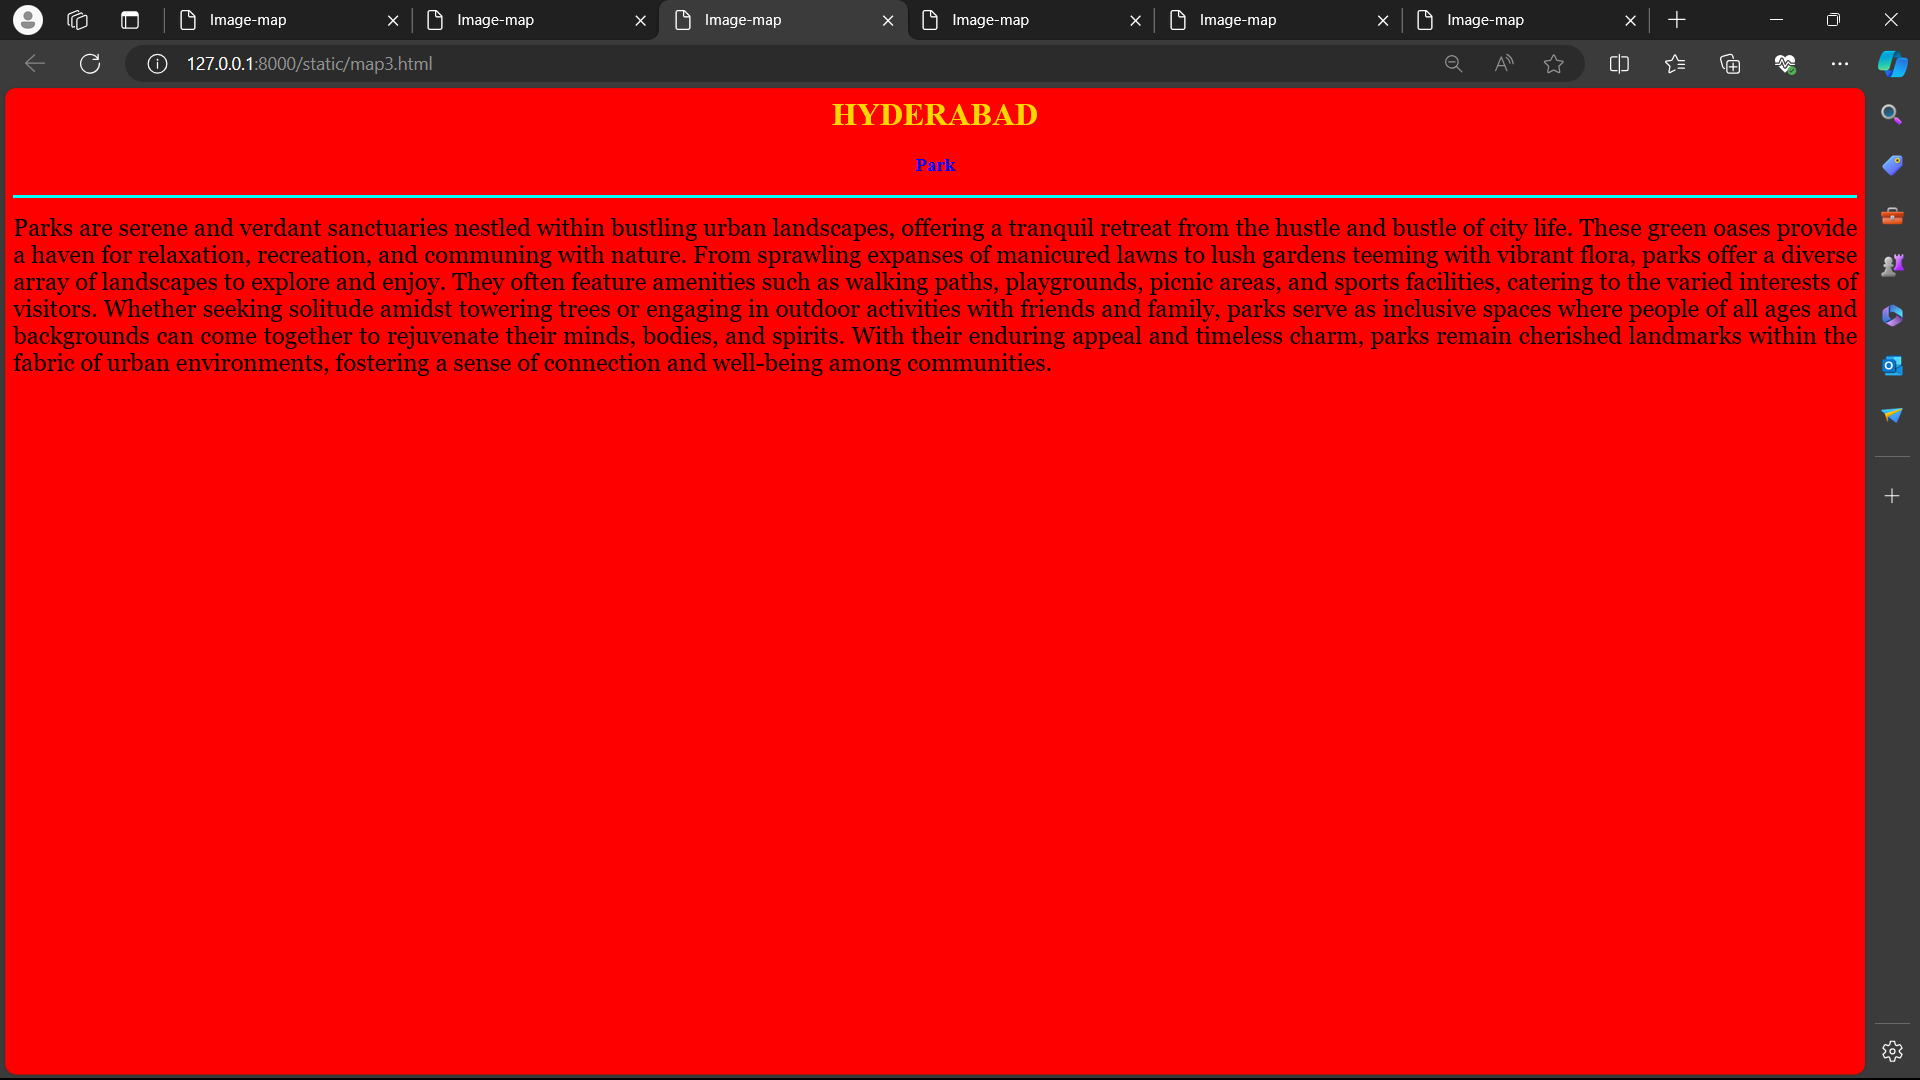 Image-map
Image-map
Image-map
Image-map
Image-map
Image-map
127.0.0.1:8000/static/map3.html
HYDERABAD
Park
Parks are serene and verdant sanctuaries nestled within bustling urban landscapes, offering a tranquil retreat from the hustle and bustle of city life. These green oases provide
a haven for relaxation, recreation, and communing with nature. From sprawling expanses of manicured lawns to lush gardens teeming with vibrant flora, parks offer a diverse
array of landscapes to explore and enjoy. They often feature amenities such as walking paths, playgrounds, picnic areas, and sports facilities, catering to the varied interests of
visitors. Whether seeking solitude amidst towering trees or engaging in outdoor activities with friends and family, parks serve as inclusive spaces where people of all ages and
backgrounds can come together to rejuvenate their minds, bodies, and spirits. With their enduring appeal and timeless charm, parks remain cherished landmarks within the
fabric of urban environments, fostering a sense of connection and well-being among communities.